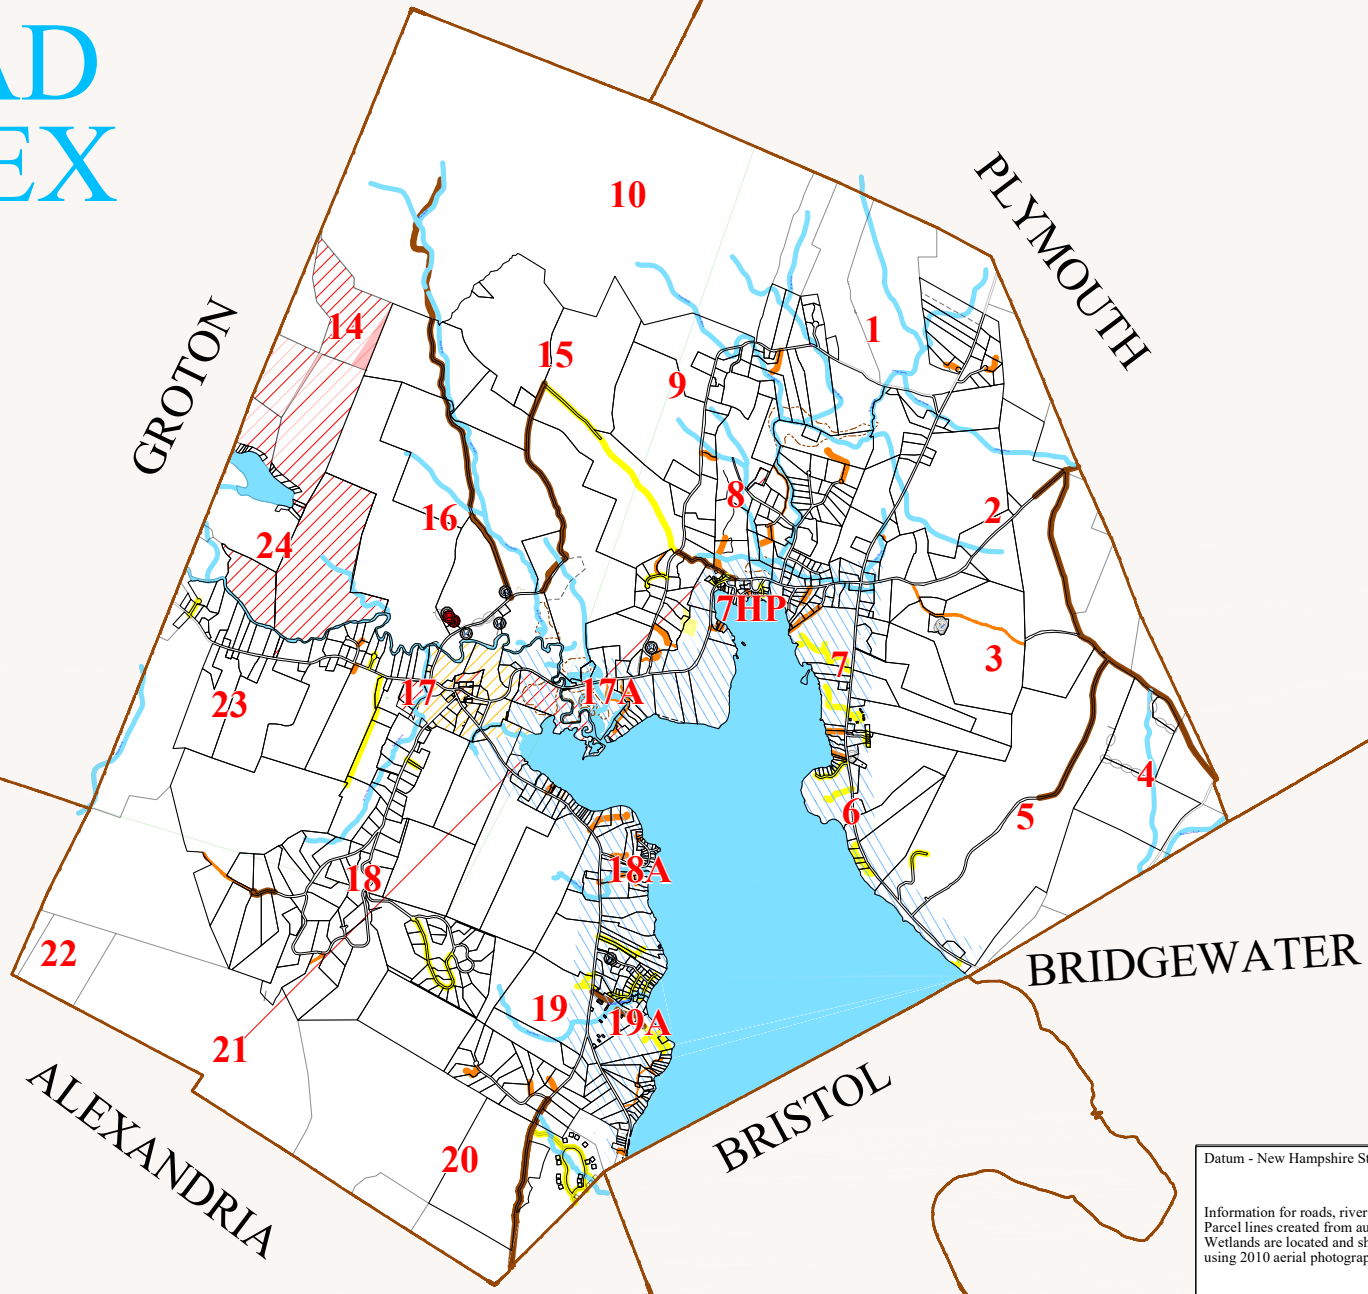 AD
EX
10
PLYMOUTH
1
14
GROTON
15
9
8
2
16
24
7HP
3
7
17
17A
23
4
6
5
18A
18
22
BRIDGEWATER
19
19A
21
ALEXANDRIA
BRISTOL
20
Datum - New Hampshire St
Information for roads, river
Parcel lines created from au
Wetlands are located and sh
using 2010 aerial photograp